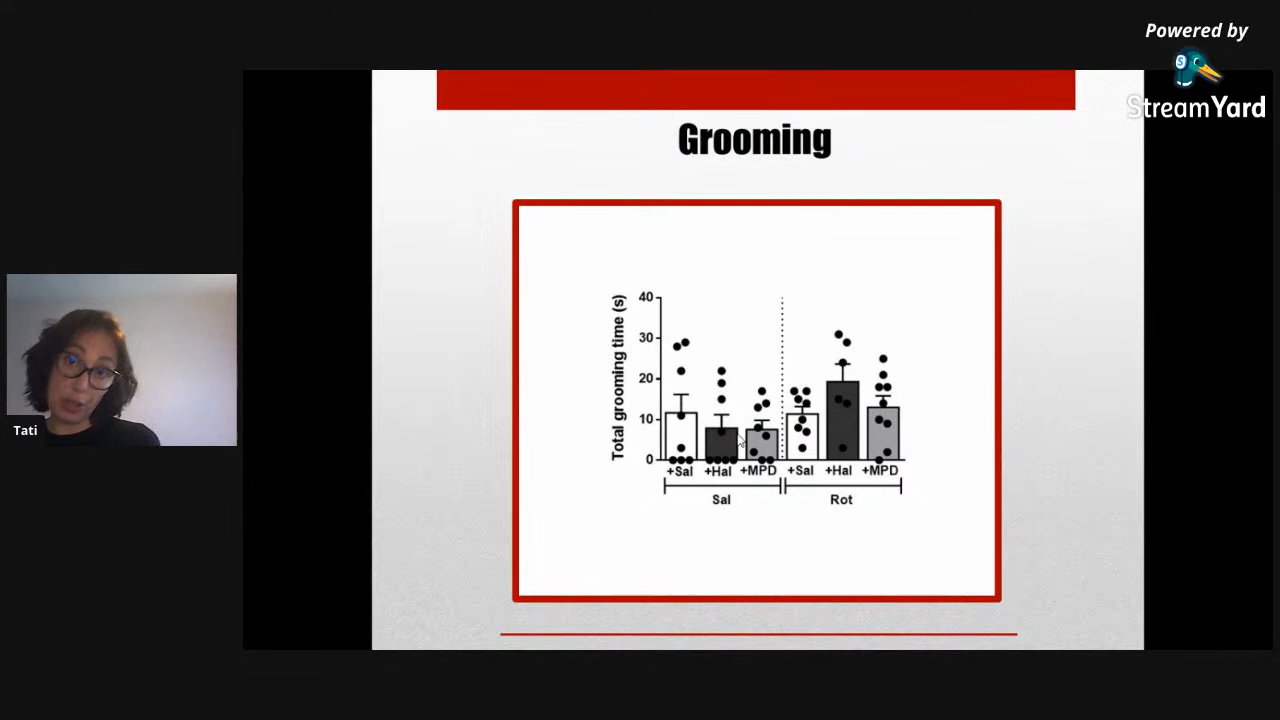 Powered by
StreamYard
Grooming
Total grooming time (s)
40
30
20
10
0
+Sal +Hal +MPD +Sal +Hal +MPD
Sal Rot
Tati